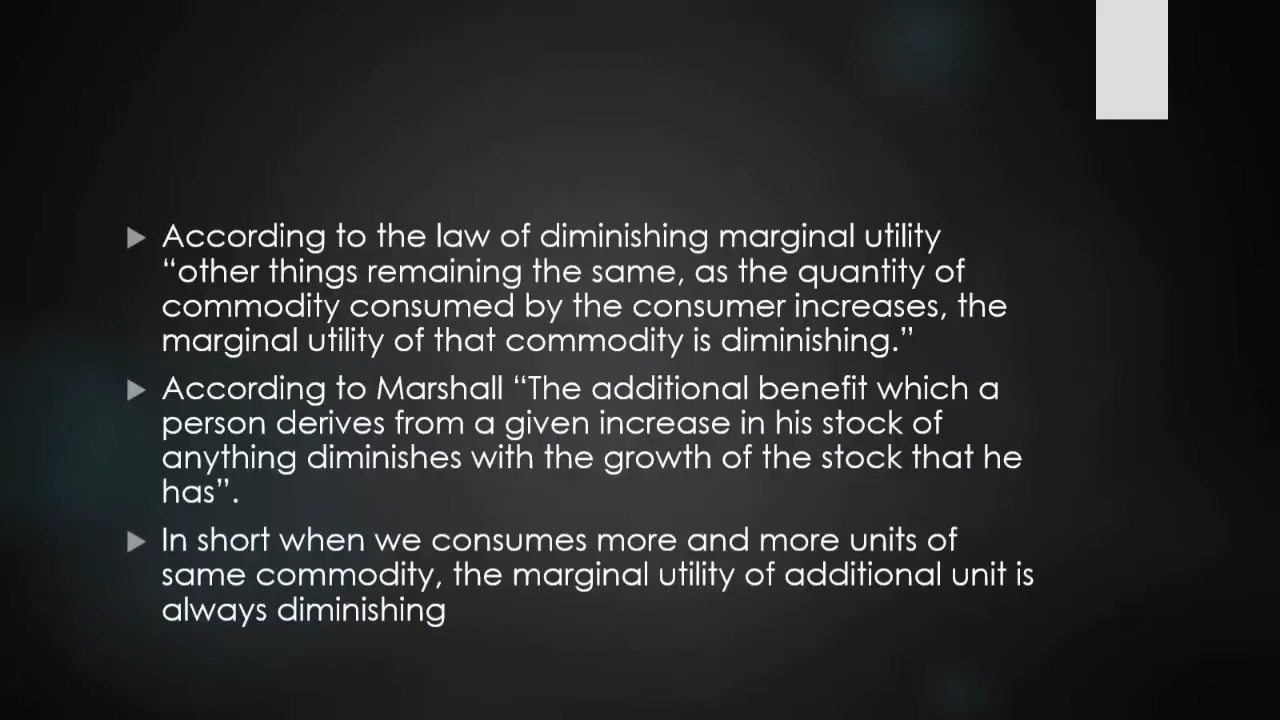 According to the law of diminishing marginal utility
“other things remaining the same, as the quantity of
commodity consumed by the consumer increases, the
marginal utility of that commodity is diminishing.”
According to Marshall “The additional benefit which a
person derives from a given increase in his stock of
anything diminishes with the growth of the stock that he
has”.
In short when we consumes more and more units of
same commodity, the marginal utility of additional unit is
always diminishing